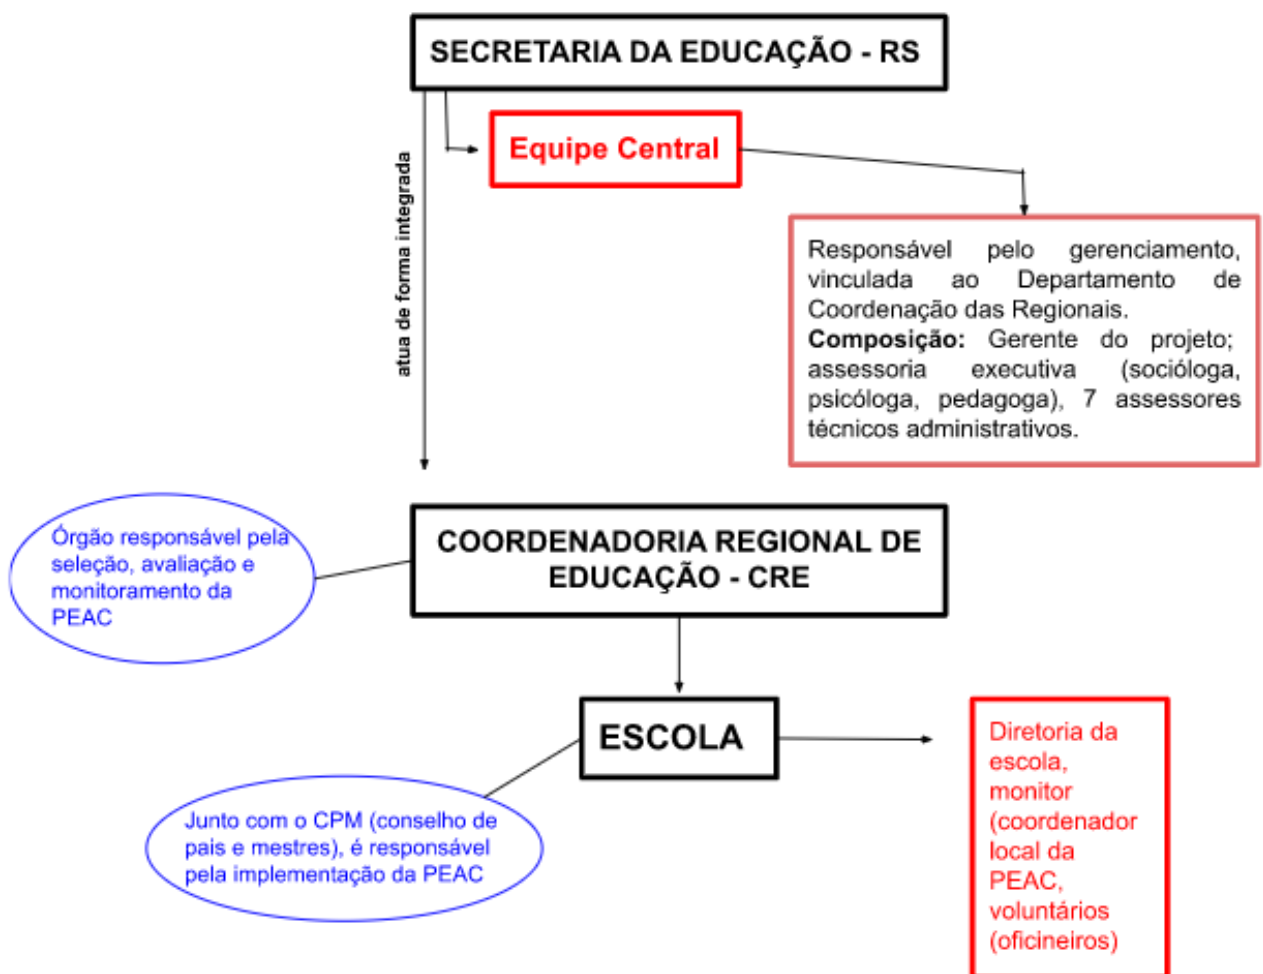 SECRETARIA DA EDUCAÇÃO - RS
Equipe Central
atua de forma integrada
Responsável pelo gerenciamento,
vinculada ao Departamento de
Coordenação das Regionais.
Composição: Gerente do projeto;
assessoria executiva (socióloga,
psicóloga, pedagoga), 7 assessores
técnicos administrativos.
Órgão responsável pela
seleção, avaliação e
monitoramento da
PEAC
COORDENADORIA REGIONAL DE
EDUCAÇÃO - CRE
ESCOLA
Diretoria da
escola,
monitor
(coordenador
local da
PEAC,
voluntários
(oficineiros)
Junto com o CPM (conselho de
pais e mestres), é responsável
pela implementação da PEAC